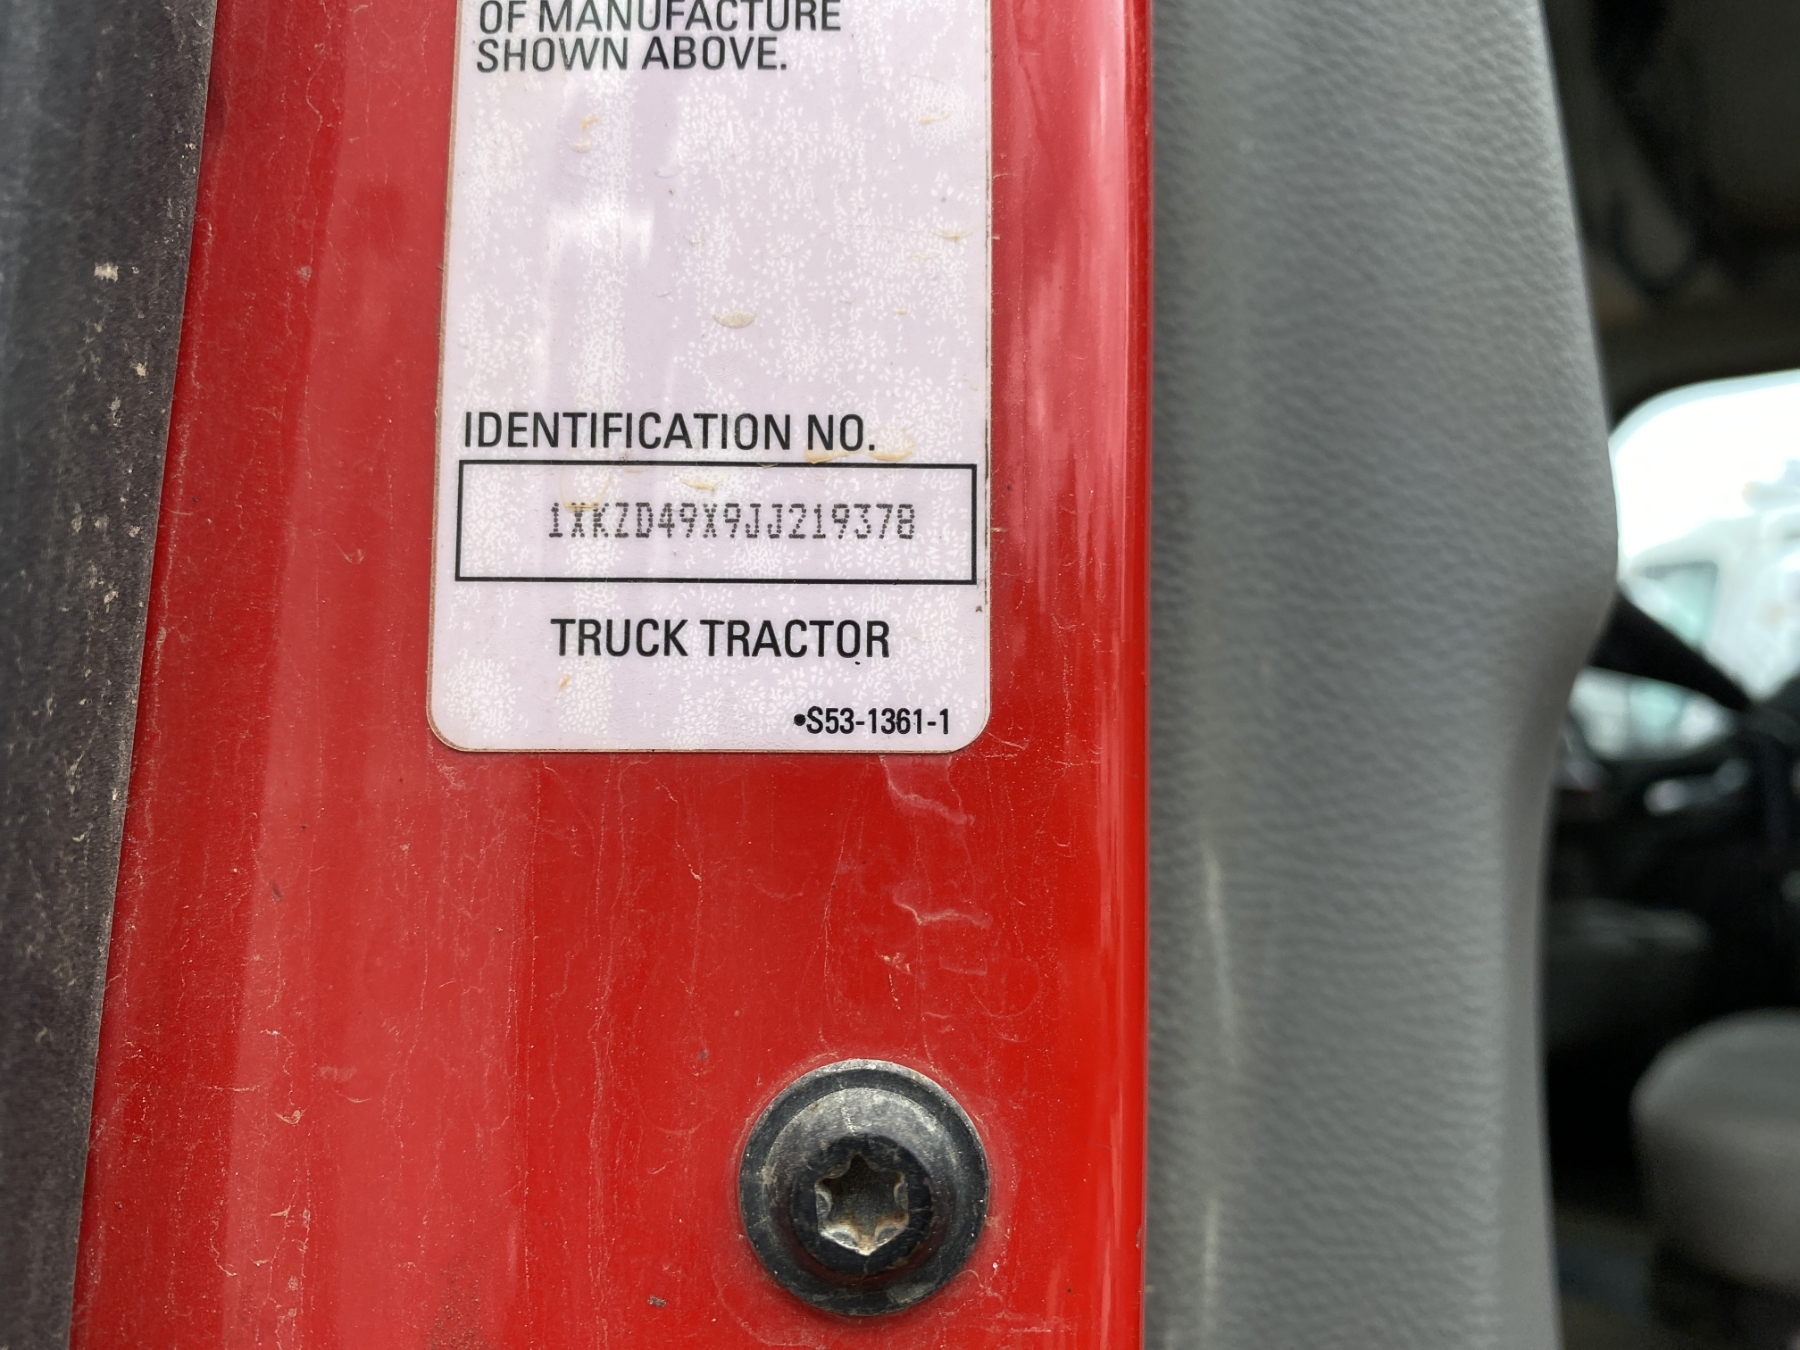 OF MANUFACTURE
SHOWN ABOVE.
IDENTIFICATION NO.
1XKZD49X9JJ219378
TRUCK TRACTOR
•S53-1361-1